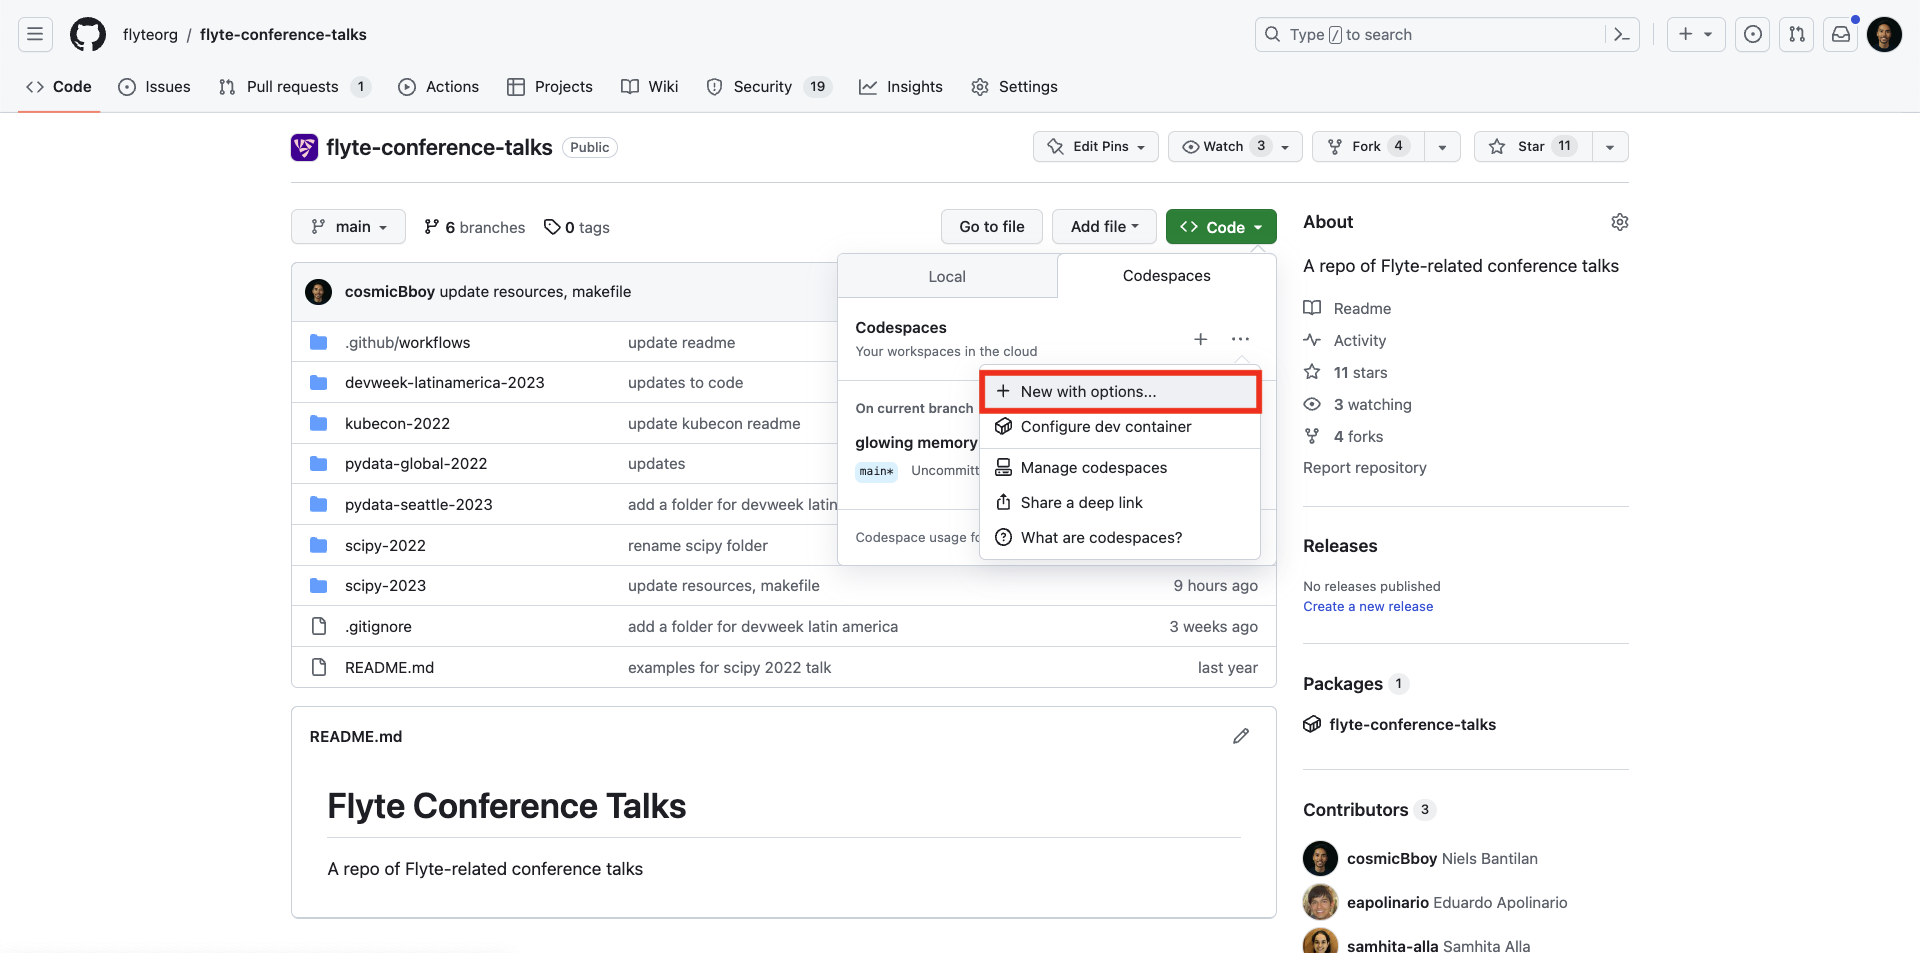 flyteorg / flyte-conference-talks
Type / to search
Code
Issues
Pull requests 1
Actions
Projects
Wiki
Security 19
Insights
Settings
flyte-conference-talks Public
Edit Pins
Watch 3
Fork 4
Star 11
main
6 branches
0 tags
Go to file
Add file
Code
Local
Codespaces
Codespaces
Your workspaces in the cloud
On current branch
glowing memory
main*
Uncommitt
Codespace usage fo
New with options...
Configure dev container
Manage codespaces
Share a deep link
What are codespaces?
cosmicBboy update resources, makefile
.github/workflows update readme
devweek-latinamerica-2023 updates to code
kubecon-2022 update kubecon readme
pydata-global-2022 updates
pydata-seattle-2023 add a folder for devweek latin
scipy-2022 rename scipy folder
scipy-2023 update resources, makefile 9 hours ago
.gitignore add a folder for devweek latin america 3 weeks ago
README.md examples for scipy 2022 talk last year
README.md
Flyte Conference Talks
A repo of Flyte-related conference talks
About
A repo of Flyte-related conference talks
Readme
Activity
11 stars
3 watching
4 forks
Report repository
Releases
No releases published
Create a new release
Packages 1
flyte-conference-talks
Contributors 3
cosmicBboy Niels Bantilan
eapolinario Eduardo Apolinario
samhita-alla Samhita Alla